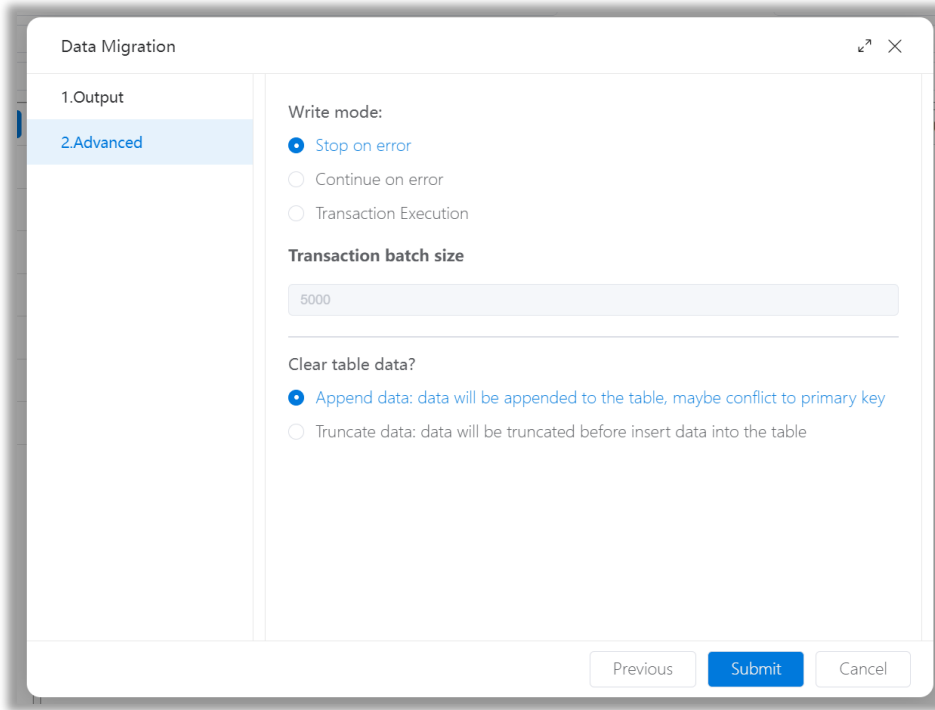 Data Migration
1.Output
2.Advanced
Write mode:
Stop on error
Continue on error
Transaction Execution
Transaction batch size
5000
Clear table data?
Append data: data will be appended to the table, maybe conflict to primary key
Truncate data: data will be truncated before insert data into the table
Previous
Submit
Cancel